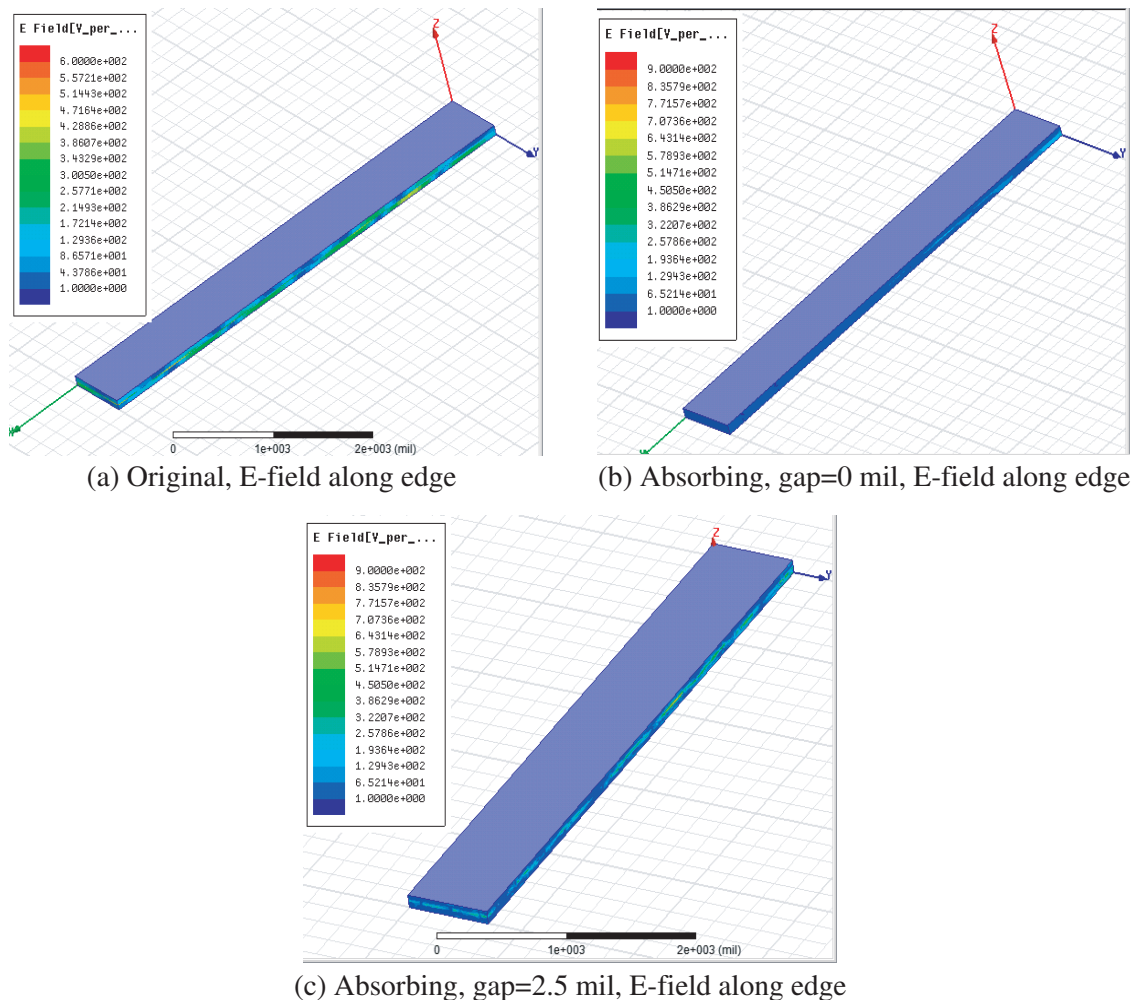 E Field[V_per_...
6.0000e+002
5.5721e+002
5.1443e+002
4.7164e+002
4.2886e+002
3.8607e+002
3.4329e+002
3.0050e+002
2.5771e+002
2.1493e+002
1.7214e+002
1.2936e+002
8.6571e+001
4.3786e+001
1.0000e+000
Z
Y
0 1e+003 2e+003 (mil)
(a) Original, E-field along edge
E Field[V_per_...
9.0000e+002
8.3579e+002
7.7157e+002
7.0736e+002
6.4314e+002
5.7893e+002
5.1471e+002
4.5050e+002
3.8629e+002
3.2207e+002
2.5786e+002
1.9364e+002
1.2943e+002
6.5214e+001
1.0000e+000
Z
Y
(b) Absorbing, gap=0 mil, E-field along edge
E Field[V_per_...
9.0000e+002
8.3579e+002
7.7157e+002
7.0736e+002
6.4314e+002
5.7893e+002
5.1471e+002
4.5050e+002
3.8629e+002
3.2207e+002
2.5786e+002
1.9364e+002
1.2943e+002
6.5214e+001
1.0000e+000
Z
Y
0 1e+003 2e+003 (mil)
(c) Absorbing, gap=2.5 mil, E-field along edge